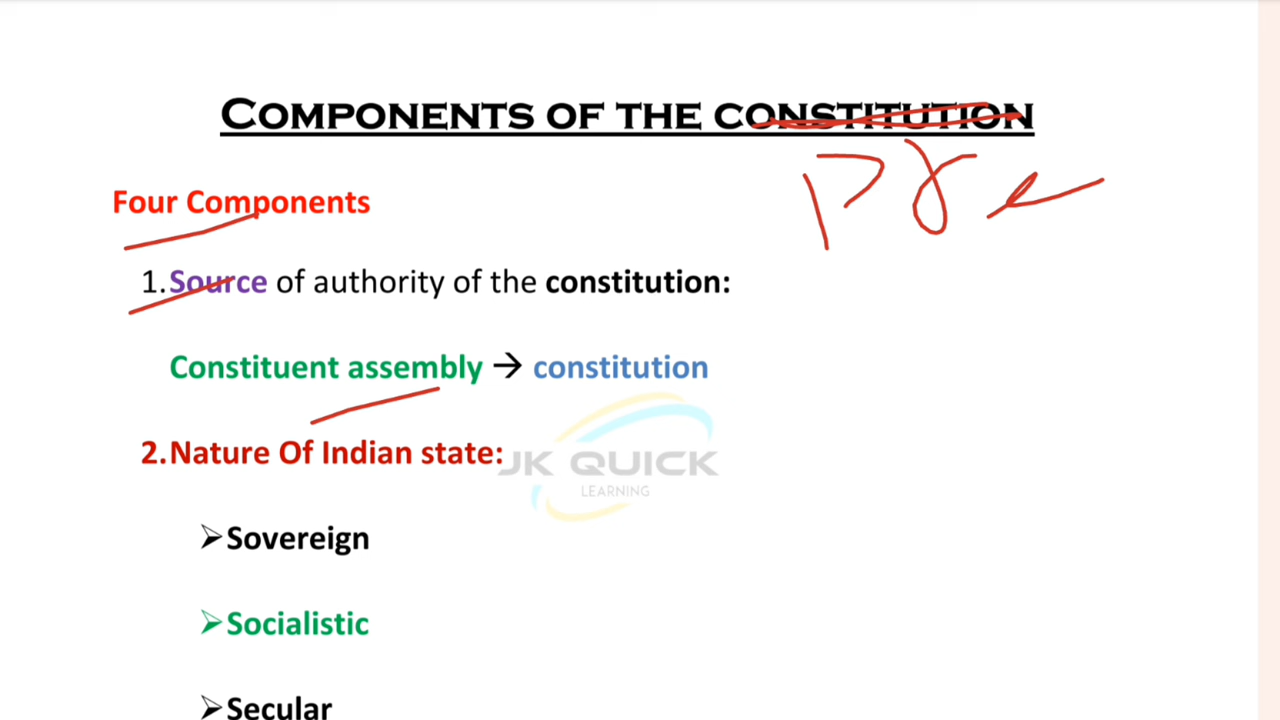 COMPONENTS OF THE CONSTITUTION
Pre
Four Components
1. Source of authority of the constitution:
Constituent assembly → constitution
2. Nature Of Indian state:
JK QUICK
LEARNING
➢ Sovereign
➢ Socialistic
➢ Secular